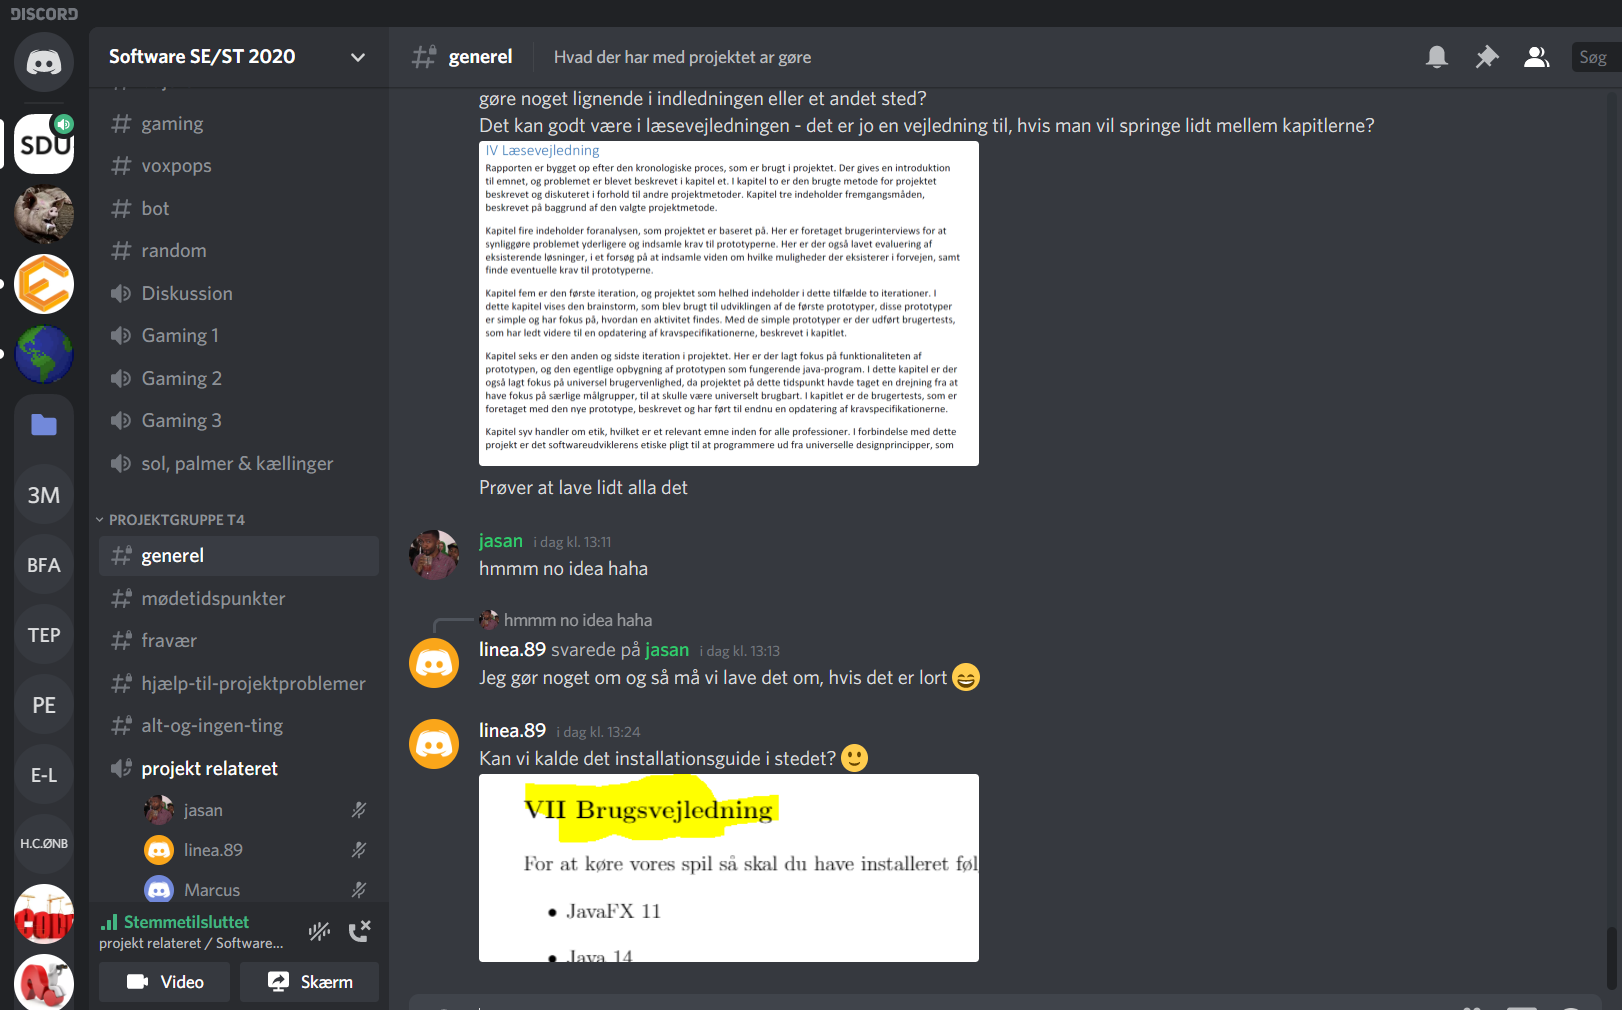 DISCORD
Software SE/ST 2020
generel
Hvad der har med projektet ar gøre
Søg
SDU
3M
BFA
TEP
PE
E-L
H.C.ØNB
gaming
voxpops
bot
random
Diskussion
Gaming 1
Gaming 2
Gaming 3
sol, palmer & kællinger
PROJEKTGRUPPE T4
generel
mødetidspunkter
fravær
hjælp-til-projektproblemer
alt-og-ingen-ting
projekt relateret
jasan
linea.89
Marcus
Stemmetilsluttet
projekt relateret / Software...
Video
Skærm
gøre noget lignende i indledningen eller et andet sted?
Det kan godt være i læsevejledningen - det er jo en vejledning til, hvis man vil springe lidt mellem kapitlerne?
IV Læsevejledning
Rapporten er bygget op efter den kronologiske proces, som er brugt i projektet. Der gives en introduktion
til emnet, og problemet er blevet beskrevet i kapitel et. I kapitel to er den brugte metode for projektet
beskrevet og diskuteret i forhold til andre projektmetoder. Kapitel tre indeholder fremgangsmåden,
beskrevet på baggrund af den valgte projektmetode.
Kapitel fire indeholder foranalysen, som projektet er baseret på. Her er foretaget brugerinterviews for at
synliggøre problemet yderligere og indsamle krav til prototyperne. Her er der også lavet evaluering af
eksisterende løsninger, i et forsøg på at indsamle viden om hvilke muligheder der eksisterer i forvejen, samt
finde eventuelle krav til prototyperne.
Kapitel fem er den første iteration, og projektet som helhed indeholder i dette tilfælde to iterationer. I
dette kapitel vises den brainstorm, som blev brugt til udviklingen af de første prototyper, disse prototyper
er simple og har fokus på, hvordan en aktivitet findes. Med de simple prototyper er der udført brugertests,
som har ledt videre til en opdatering af kravspecifikationerne, beskrevet i kapitlet.
Kapitel seks er den anden og sidste iteration i projektet. Her er der lagt fokus på funktionaliteten af
prototypen, og den egentlige opbygning af prototypen som fungerende java-program. I dette kapitel er der
også lagt fokus på universel brugervenlighed, da projektet på dette tidspunkt havde taget en drejning fra at
have fokus på særlige målgrupper, til at skulle være universelt brugbart. I kapitlet er de brugertests, som er
foretaget med den nye prototype, beskrevet og har ført til endnu en opdatering af kravspecifikationerne.
Kapitel syv handler om etik, hvilket er et relevant emne inden for alle professioner. I forbindelse med dette
projekt er det softwareudviklerens etiske pligt til at programmere ud fra universelle designprincipper, som
Prøver at lave lidt alla det
jasan i dag kl. 13:11
hmmm no idea haha
hmmm no idea haha
linea.89 svarede på jasan i dag kl. 13:13
Jeg gør noget om og så må vi lave det om, hvis det er lort 😄
linea.89 i dag kl. 13:24
Kan vi kalde det installationsguide i stedet? 🙂
VII Brugsvejledning
For at køre vores spil så skal du have installeret føl
• JavaFX 11
• Java 14